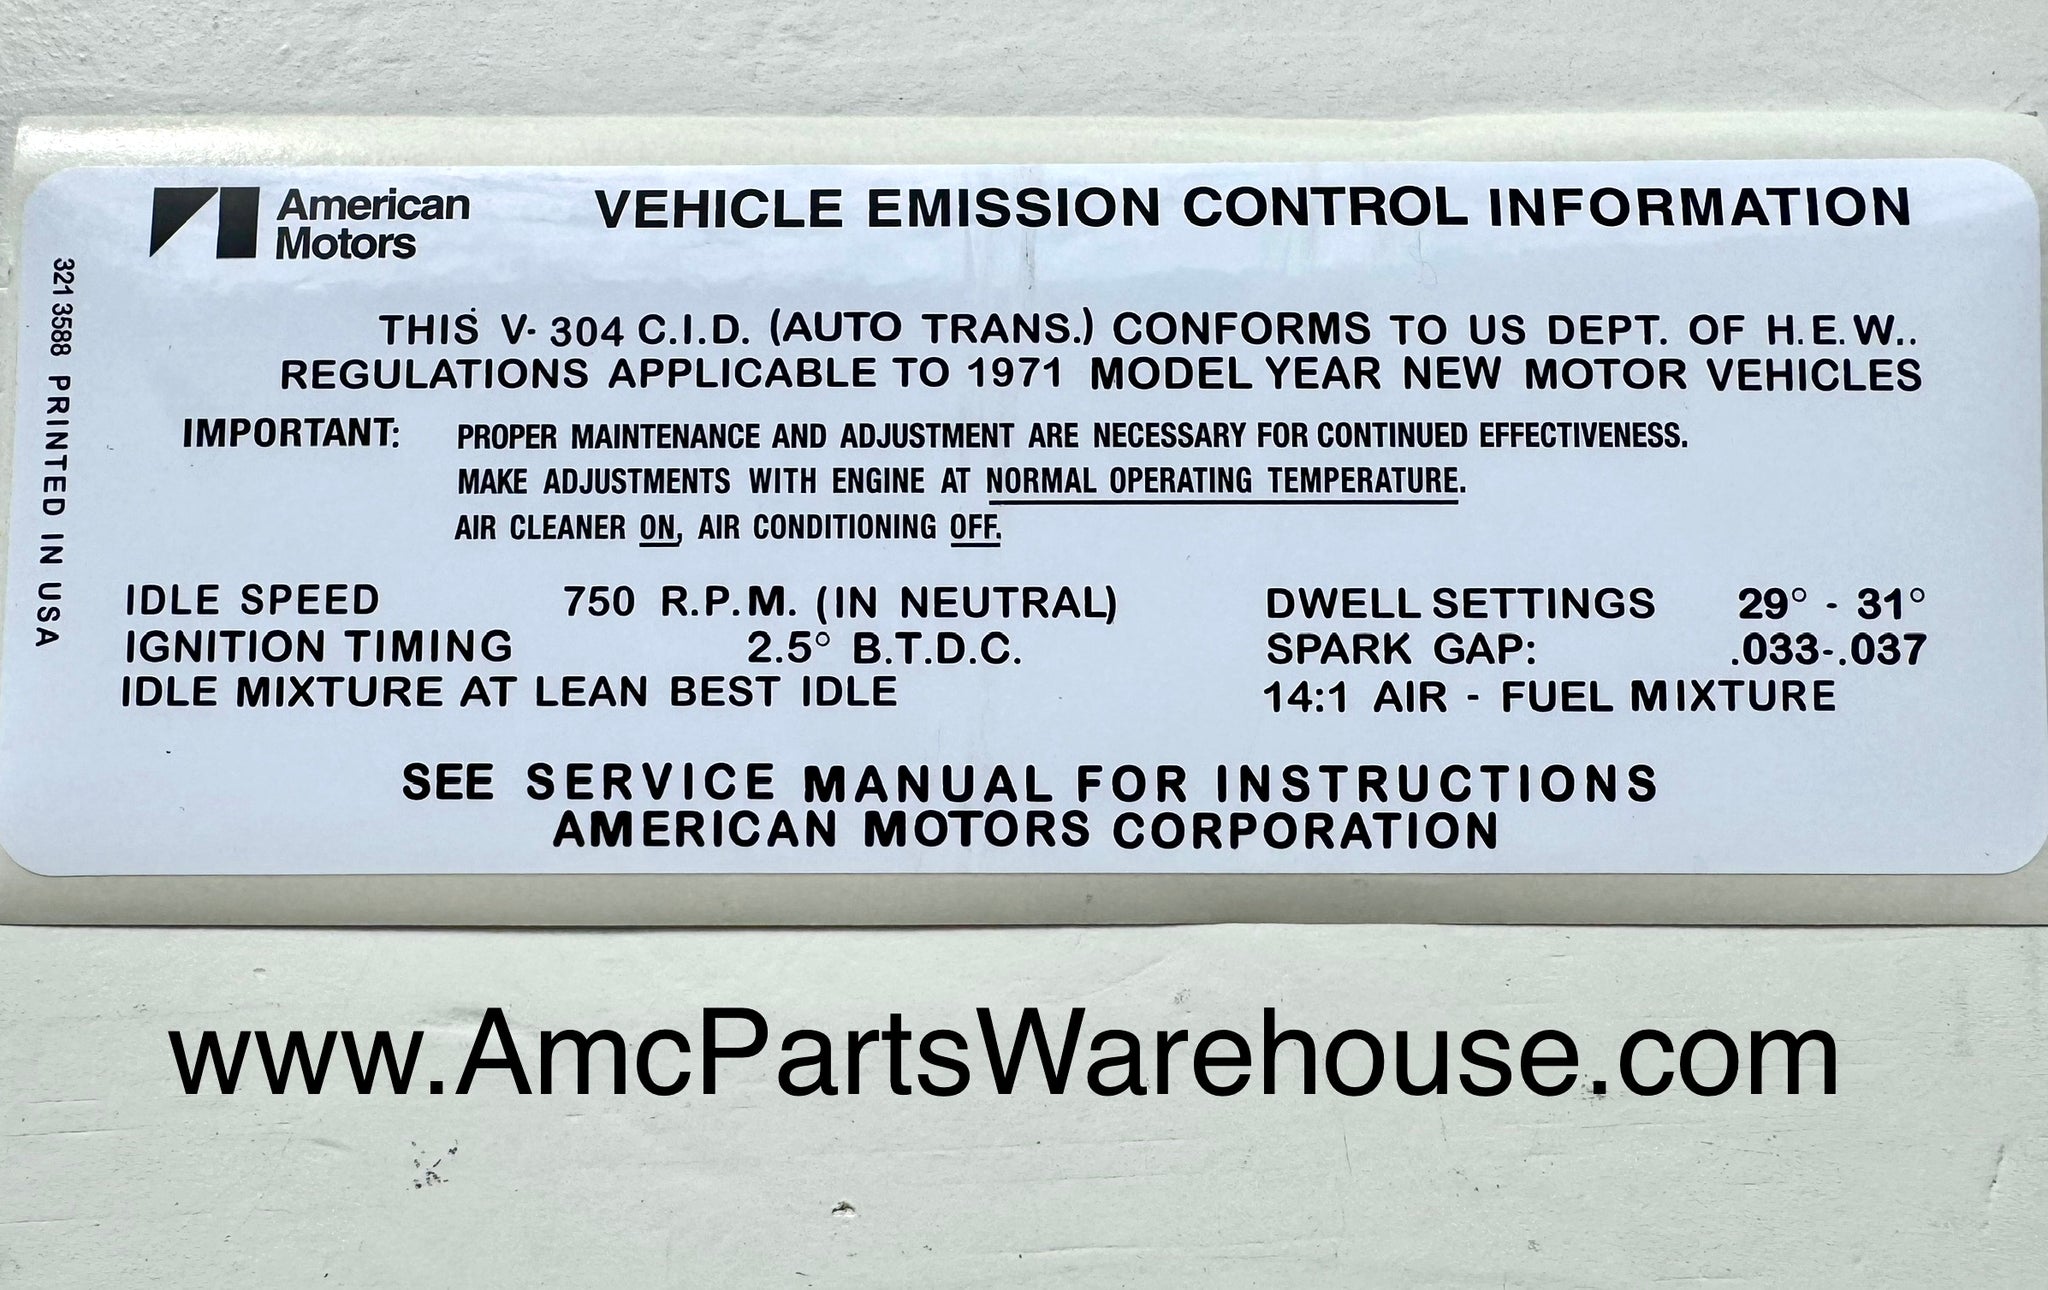 American
Motors
VEHICLE EMISSION CONTROL INFORMATION
321 3588 PRINTED IN USA
THIS V- 304 C.I.D. (AUTO TRANS.) CONFORMS TO US DEPT. OF H.E.W..
REGULATIONS APPLICABLE TO 1971 MODEL YEAR NEW MOTOR VEHICLES
IMPORTANT: PROPER MAINTENANCE AND ADJUSTMENT ARE NECESSARY FOR CONTINUED EFFECTIVENESS.
MAKE ADJUSTMENTS WITH ENGINE AT NORMAL OPERATING TEMPERATURE.
AIR CLEANER ON, AIR CONDITIONING OFF.
IDLE SPEED 750 R.P.M. (IN NEUTRAL)
IGNITION TIMING 2.5° B.T.D.C.
IDLE MIXTURE AT LEAN BEST IDLE
DWELL SETTINGS 29° - 31°
SPARK GAP: .033-.037
14:1 AIR - FUEL MIXTURE
SEE SERVICE MANUAL FOR INSTRUCTIONS
AMERICAN MOTORS CORPORATION
www.AmcPartsWarehouse.com